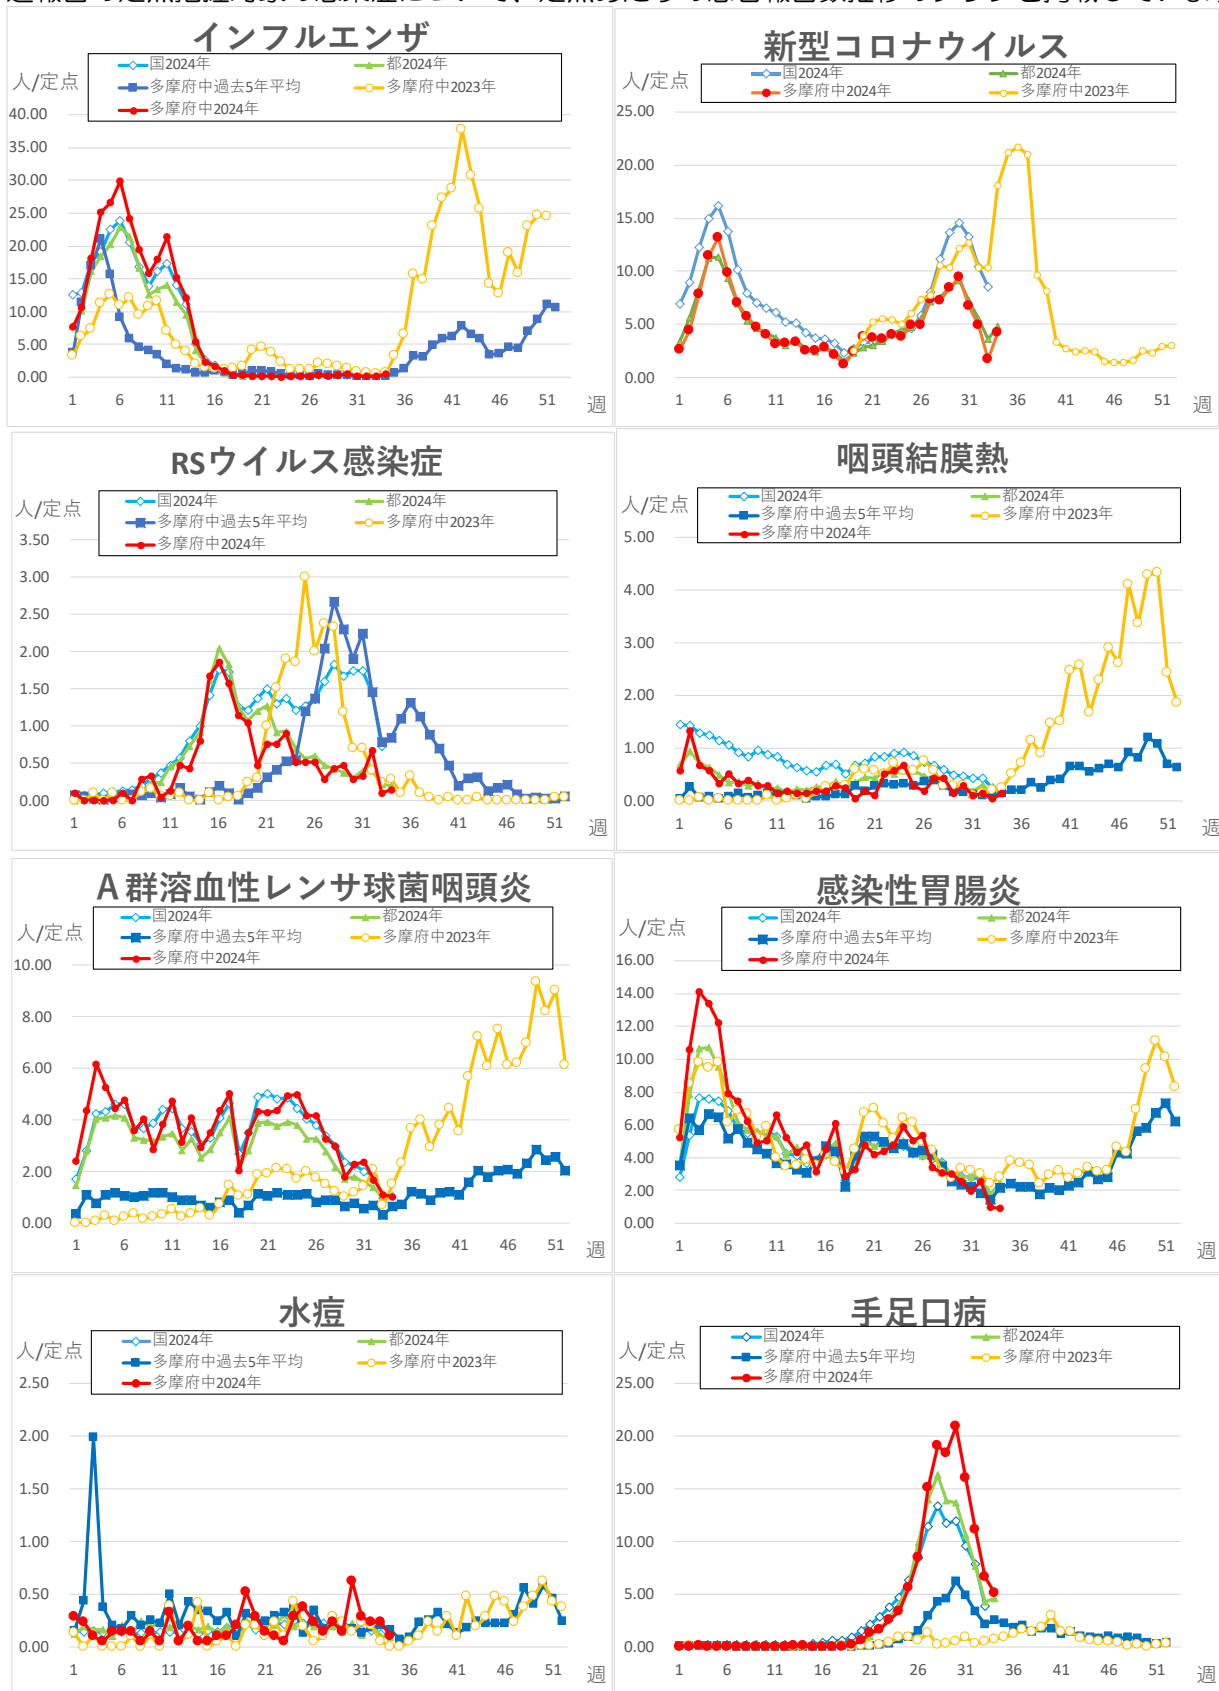 インフルエンザ
国2024年
都2024年
多摩府中過去5年平均
多摩府中2023年
多摩府中2024年
人/定点
40.00
35.00
30.00
25.00
20.00
15.00
10.00
5.00
0.00
1 6 11 16 21 26 31 36 41 46 51 週
新型コロナウイルス
国2024年
都2024年
多摩府中2024年
多摩府中2023年
人/定点
25.00
20.00
15.00
10.00
5.00
0.00
1 6 11 16 21 26 31 36 41 46 51
週
RSウイルス感染症
国2024年
都2024年
多摩府中過去5年平均
多摩府中2023年
多摩府中2024年
人/定点
3.50
3.00
2.50
2.00
1.50
1.00
0.50
0.00
1 6 11 16 21 26 31 36 41 46 51
週
咽頭結膜熱
国2024年
都2024年
多摩府中過去5年平均
多摩府中2023年
多摩府中2024年
人/定点
5.00
4.00
3.00
2.00
1.00
0.00
1 6 11 16 21 26 31 36 41 46 51
週
A群溶血性レンサ球菌咽頭炎
国2024年
都2024年
多摩府中過去5年平均
多摩府中2023年
多摩府中2024年
人/定点
10.00
8.00
6.00
4.00
2.00
0.00
1 6 11 16 21 26 31 36 41 46 51 週
感染性胃腸炎
国2024年
都2024年
多摩府中過去5年平均
多摩府中2023年
多摩府中2024年
人/定点
16.00
14.00
12.00
10.00
8.00
6.00
4.00
2.00
0.00
1 6 11 16 21 26 31 36 41 46 51 週
水痘
国2024年
都2024年
多摩府中過去5年平均
多摩府中2023年
多摩府中2024年
人/定点
2.50
2.00
1.50
1.00
0.50
0.00
1 6 11 16 21 26 31 36 41 46 51
週
手足口病
国2024年
都2024年
多摩府中過去5年平均
多摩府中2023年
多摩府中2024年
人/定点
25.00
20.00
15.00
10.00
5.00
0.00
1 6 11 16 21 26 31 36 41 46 51
週